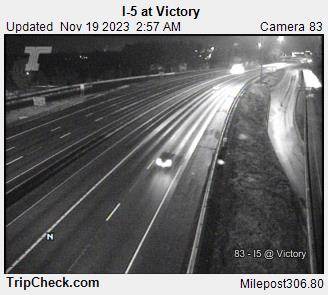 I-5 at Victory
Updated Nov 19 2023 2:57 AM Camera 83
T
N
83 - I5 @ Victory
TripCheck.com Milepost306.80